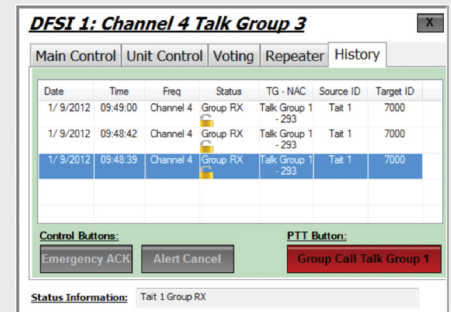 DFSI 1: Channel 4 Talk Group 3
X
Main Control Unit Control Voting Repeater History
Date Time Freq Status TG - NAC Source ID Target ID
1/ 9/2012 09:49:00 Channel 4 Group RX Talk Group 1 - 293 Tait 1 7000
1/ 9/2012 09:48:42 Channel 4 Group RX Talk Group 1 - 293 Tait 1 7000
1/ 9/2012 09:48:39 Channel 4 Group RX Talk Group 1 - 293 Tait 1 7000
Control Buttons: PTT Button:
Emergency ACK Alert Cancel Group Call Talk Group 1
Status Information: Tait 1 Group RX